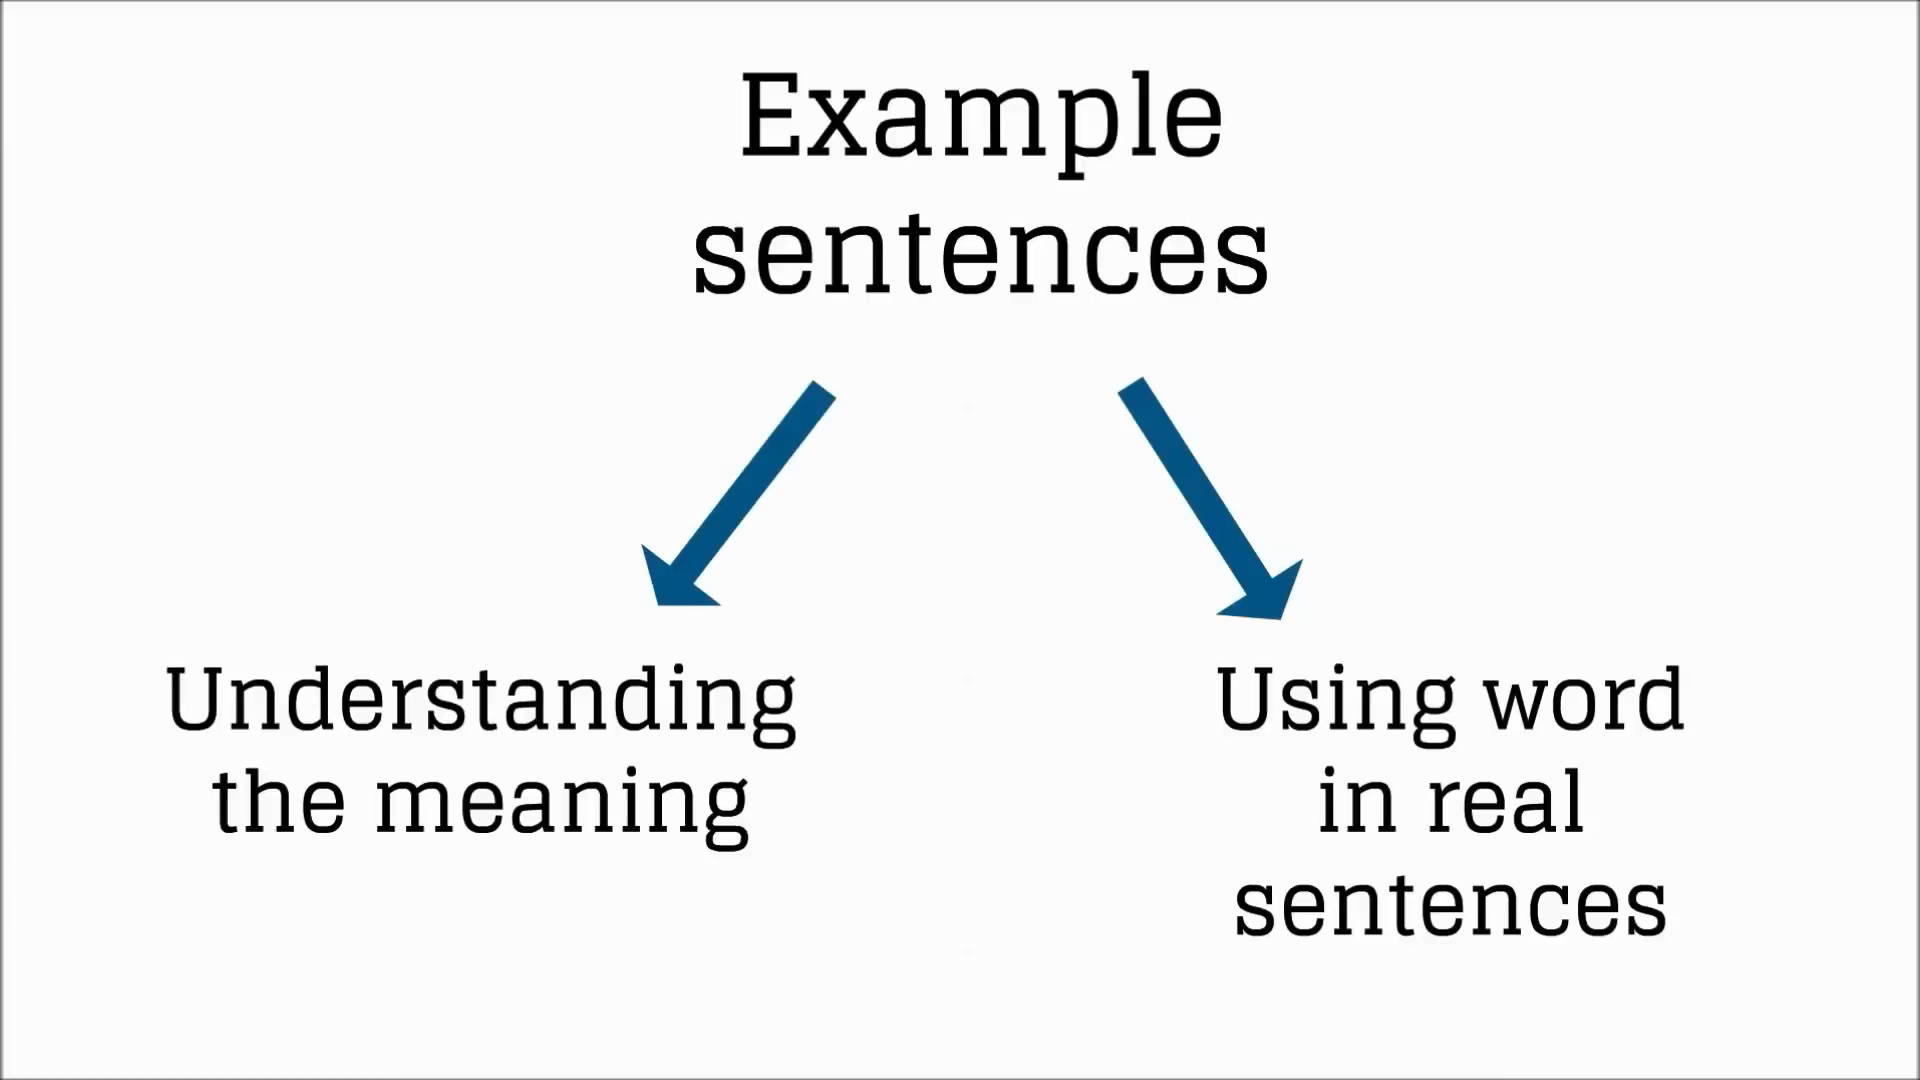 Example
sentences
Understanding
the meaning
Using word
in real
sentences